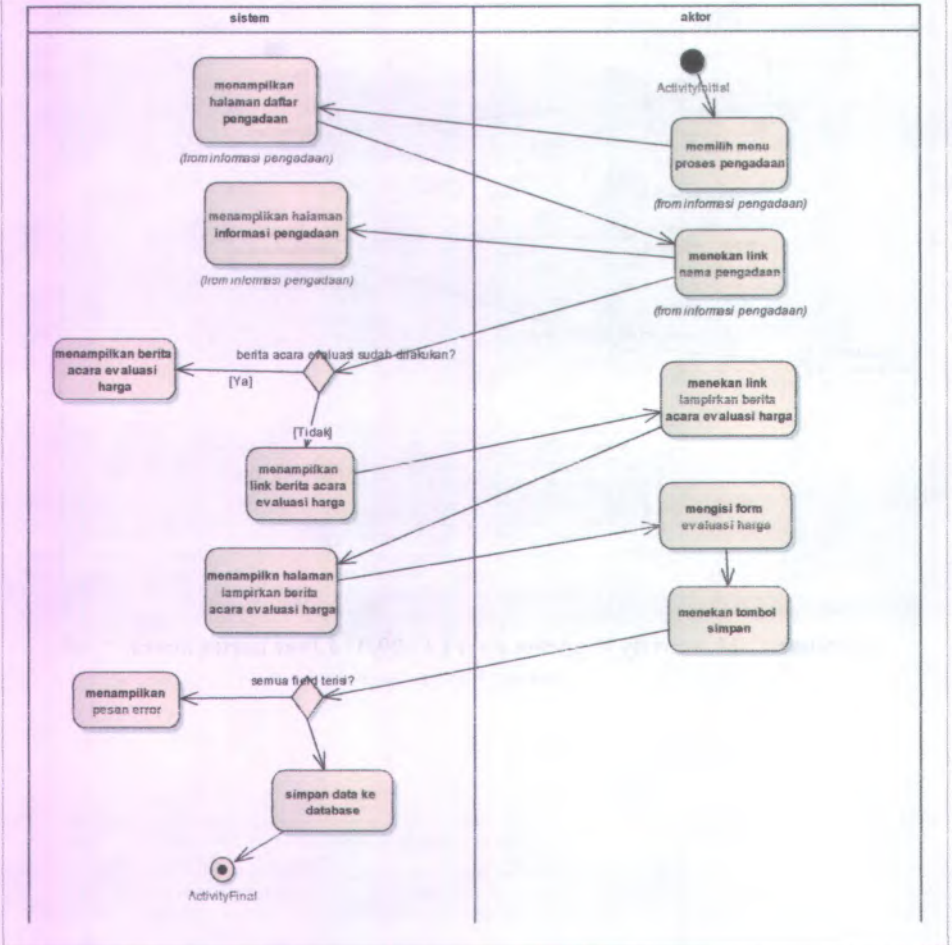 sistem
aktor
ActivityInitial
menampilkan
halaman daftar
pengadaan
(from informasi pengadaan)
memilih menu
proses pengadaan
(from informasi pengadaan)
menampilkan halaman
informasi pengadaan
(from informasi pengadaan)
menekan link
nama pengadaan
(from informasi pengadaan)
berita acara evaluasi sudah dilakukan?
menampilkan berita
acara evaluasi
harga
[Ya]
[Tidak]
menekan link
lampirkan berita
acara evaluasi harga
menampilkan
link berita acara
evaluasi harga
mengisi form
evaluasi harga
menampilkn halaman
lampirkan berita
acara evaluasi harga
menekan tombol
simpan
semua field terisi?
menampilkan
pesan error
simpan data ke
database
ActivityFinal